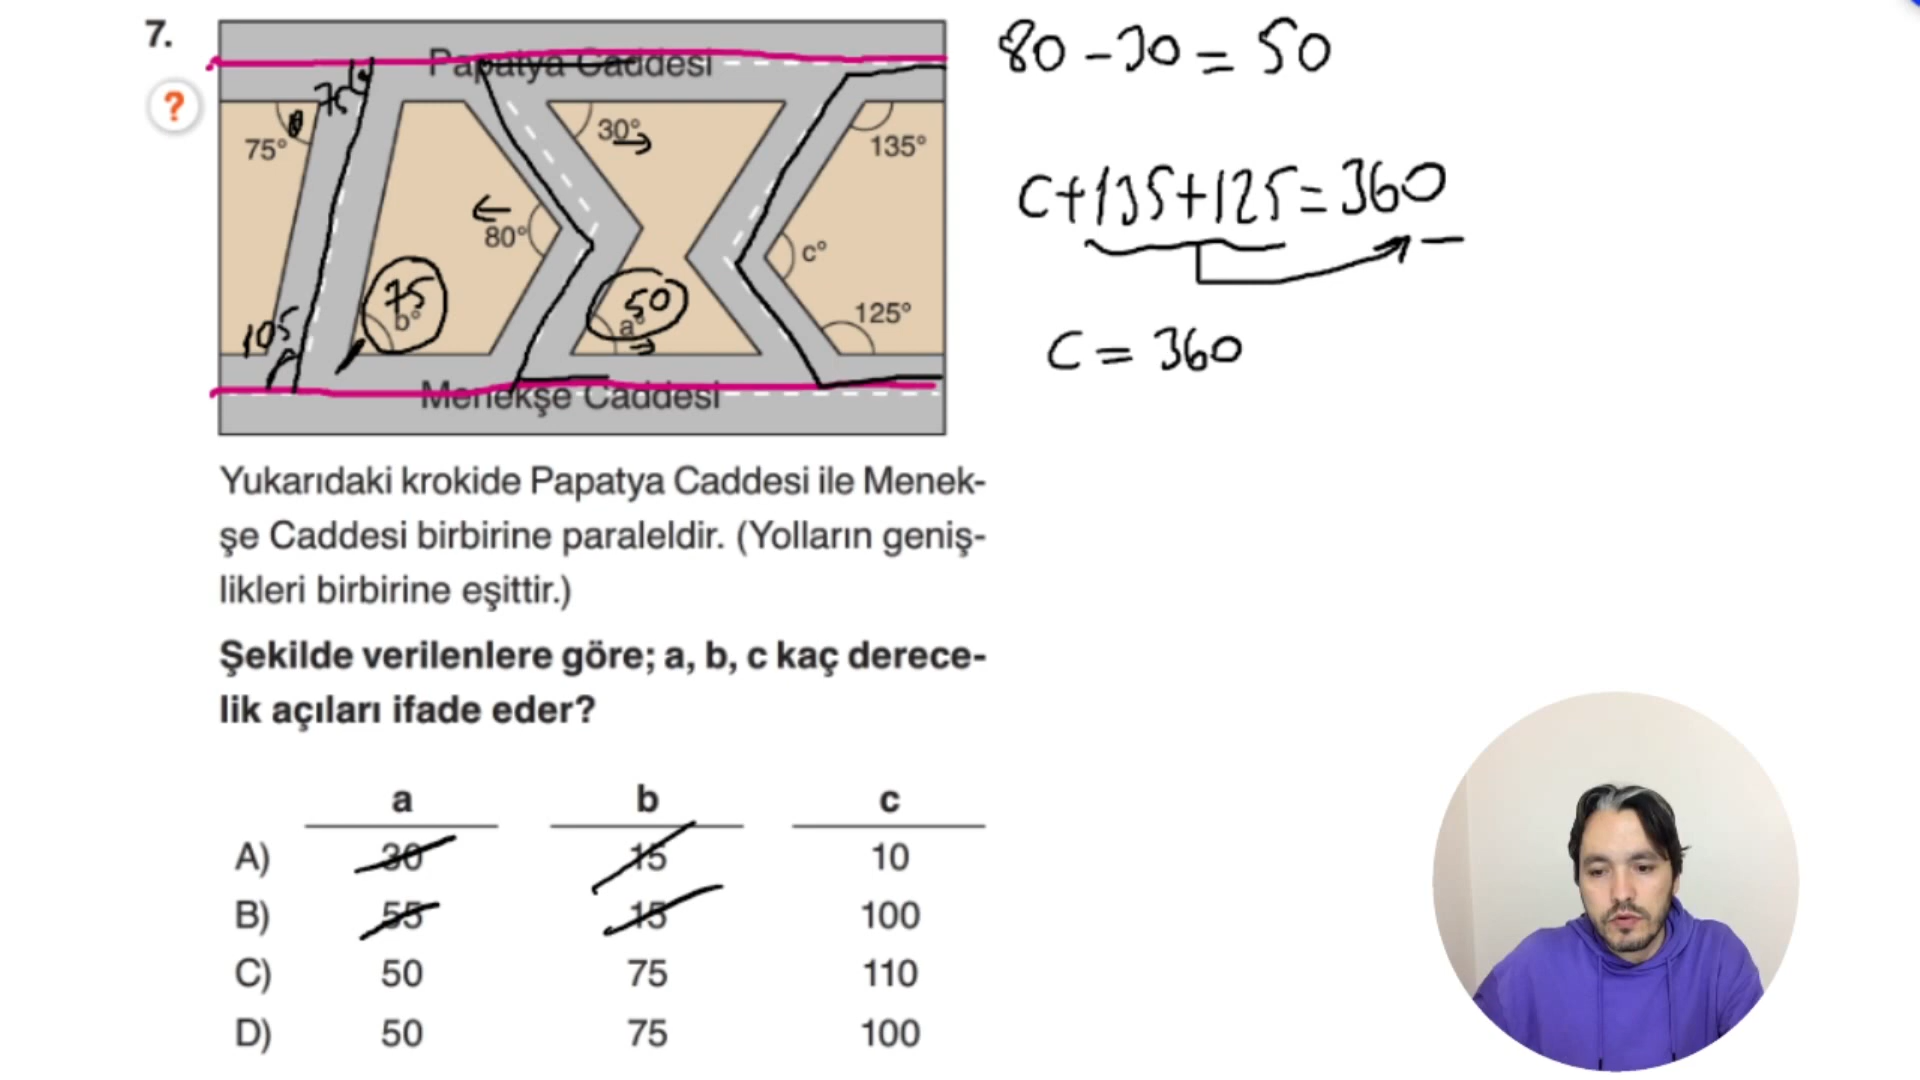 7.
?
Papatya Caddesi
75°
75
30°
135°
80°
c°
75
b°
50
a°
125°
105
Menekşe Caddesi
80 - 30 = 50
c + 135 + 125 = 360
c = 360
Yukarıdaki krokide Papatya Caddesi ile Menek-
şe Caddesi birbirine paraleldir. (Yolların geniş-
likleri birbirine eşittir.)
Şekilde verilenlere göre; a, b, c kaç derece-
lik açıları ifade eder?
a b c
A) 30 15 10
B) 55 15 100
C) 50 75 110
D) 50 75 100